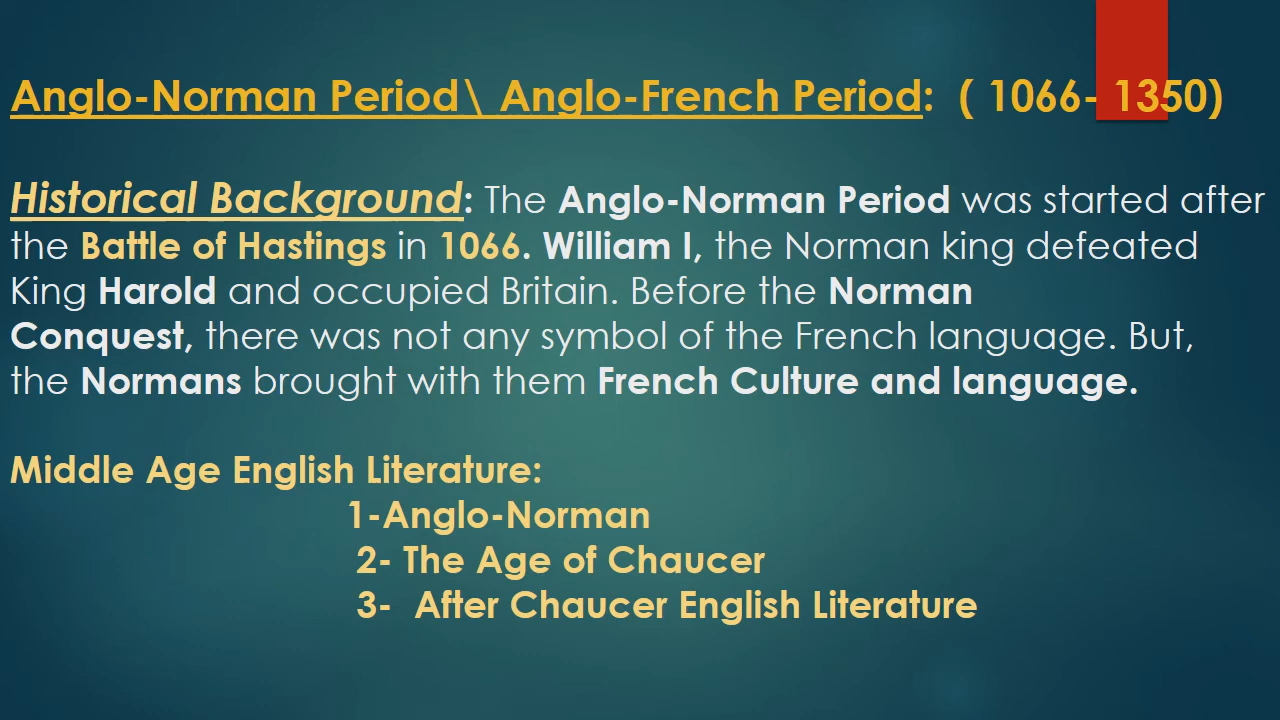 Anglo-Norman Period\ Anglo-French Period: ( 1066- 1350)
Historical Background: The Anglo-Norman Period was started after
the Battle of Hastings in 1066. William I, the Norman king defeated
King Harold and occupied Britain. Before the Norman
Conquest, there was not any symbol of the French language. But,
the Normans brought with them French Culture and language.
Middle Age English Literature:
1-Anglo-Norman
2- The Age of Chaucer
3- After Chaucer English Literature